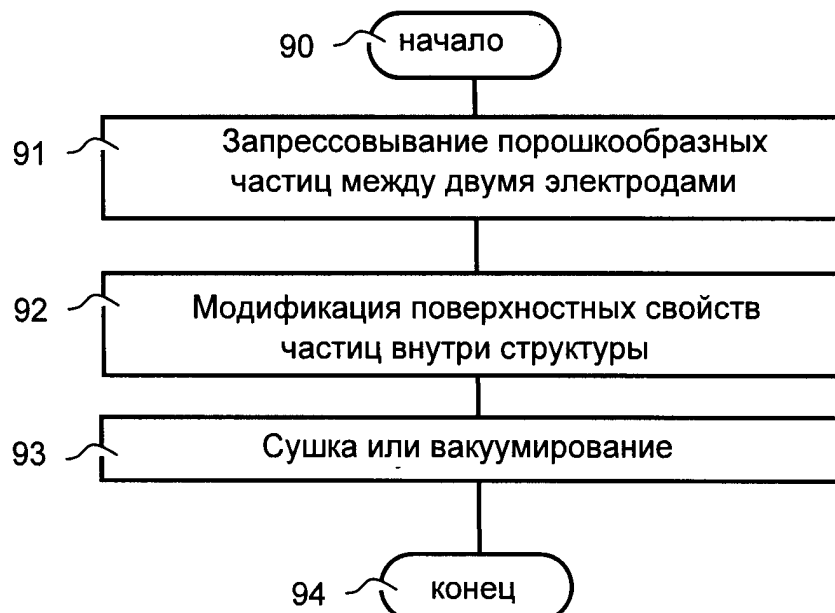 90 начало
91 Запрессовывание порошкообразных
частиц между двумя электродами
92 Модификация поверхностных свойств
частиц внутри структуры
93 Сушка или вакуумирование
94 конец